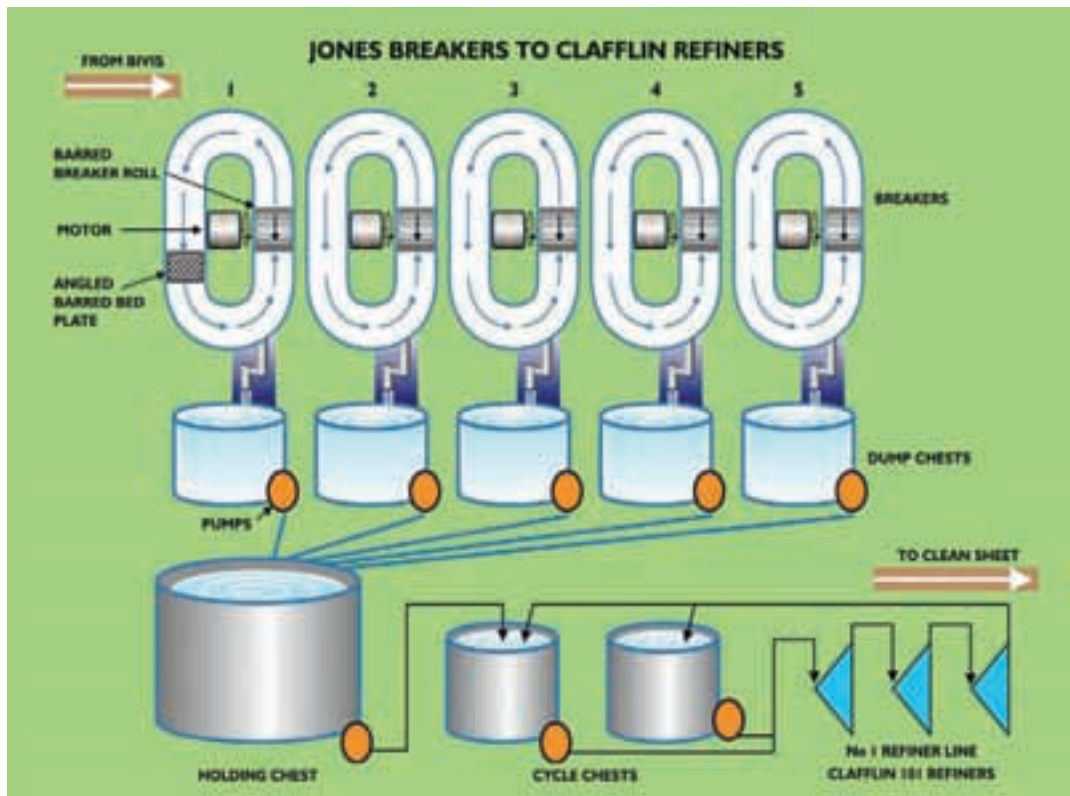 JONES BREAKERS TO CLAFFLIN REFINERS
FROM BIVIS
1 2 3 4 5
BARRED
BREAKER ROLL
MOTOR
ANGLED
BARRED BED
PLATE
BREAKERS
DUMP CHESTS
PUMPS
TO CLEAN SHEET
HOLDING CHEST
CYCLE CHESTS
No 1 REFINER LINE
CLAFFLIN 101 REFINERS